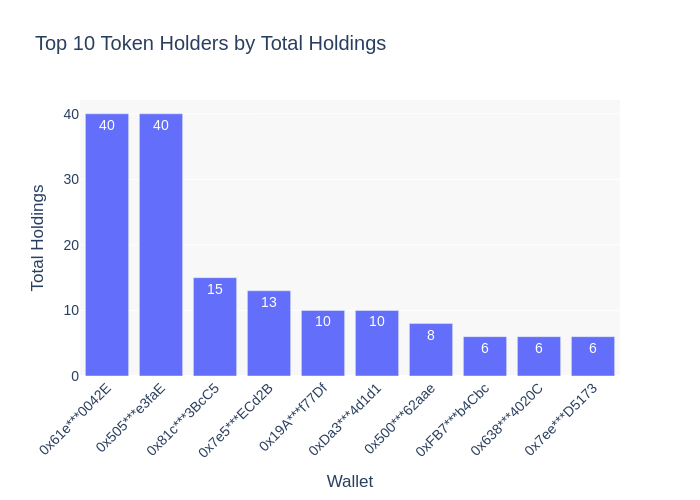 Top 10 Token Holders by Total Holdings
Total Holdings
40
30
20
10
0
40
40
15
13
10
10
8
6
6
6
0x61e***0042E
0x505***e3faE
0x81c***3BcC5
0x7e5***ECd2B
0x19A***f77Df
0xDa3***4d1d1
0x500***62aae
0xFB7***b4Cbc
0x638***4020C
0x7ee***D5173
Wallet